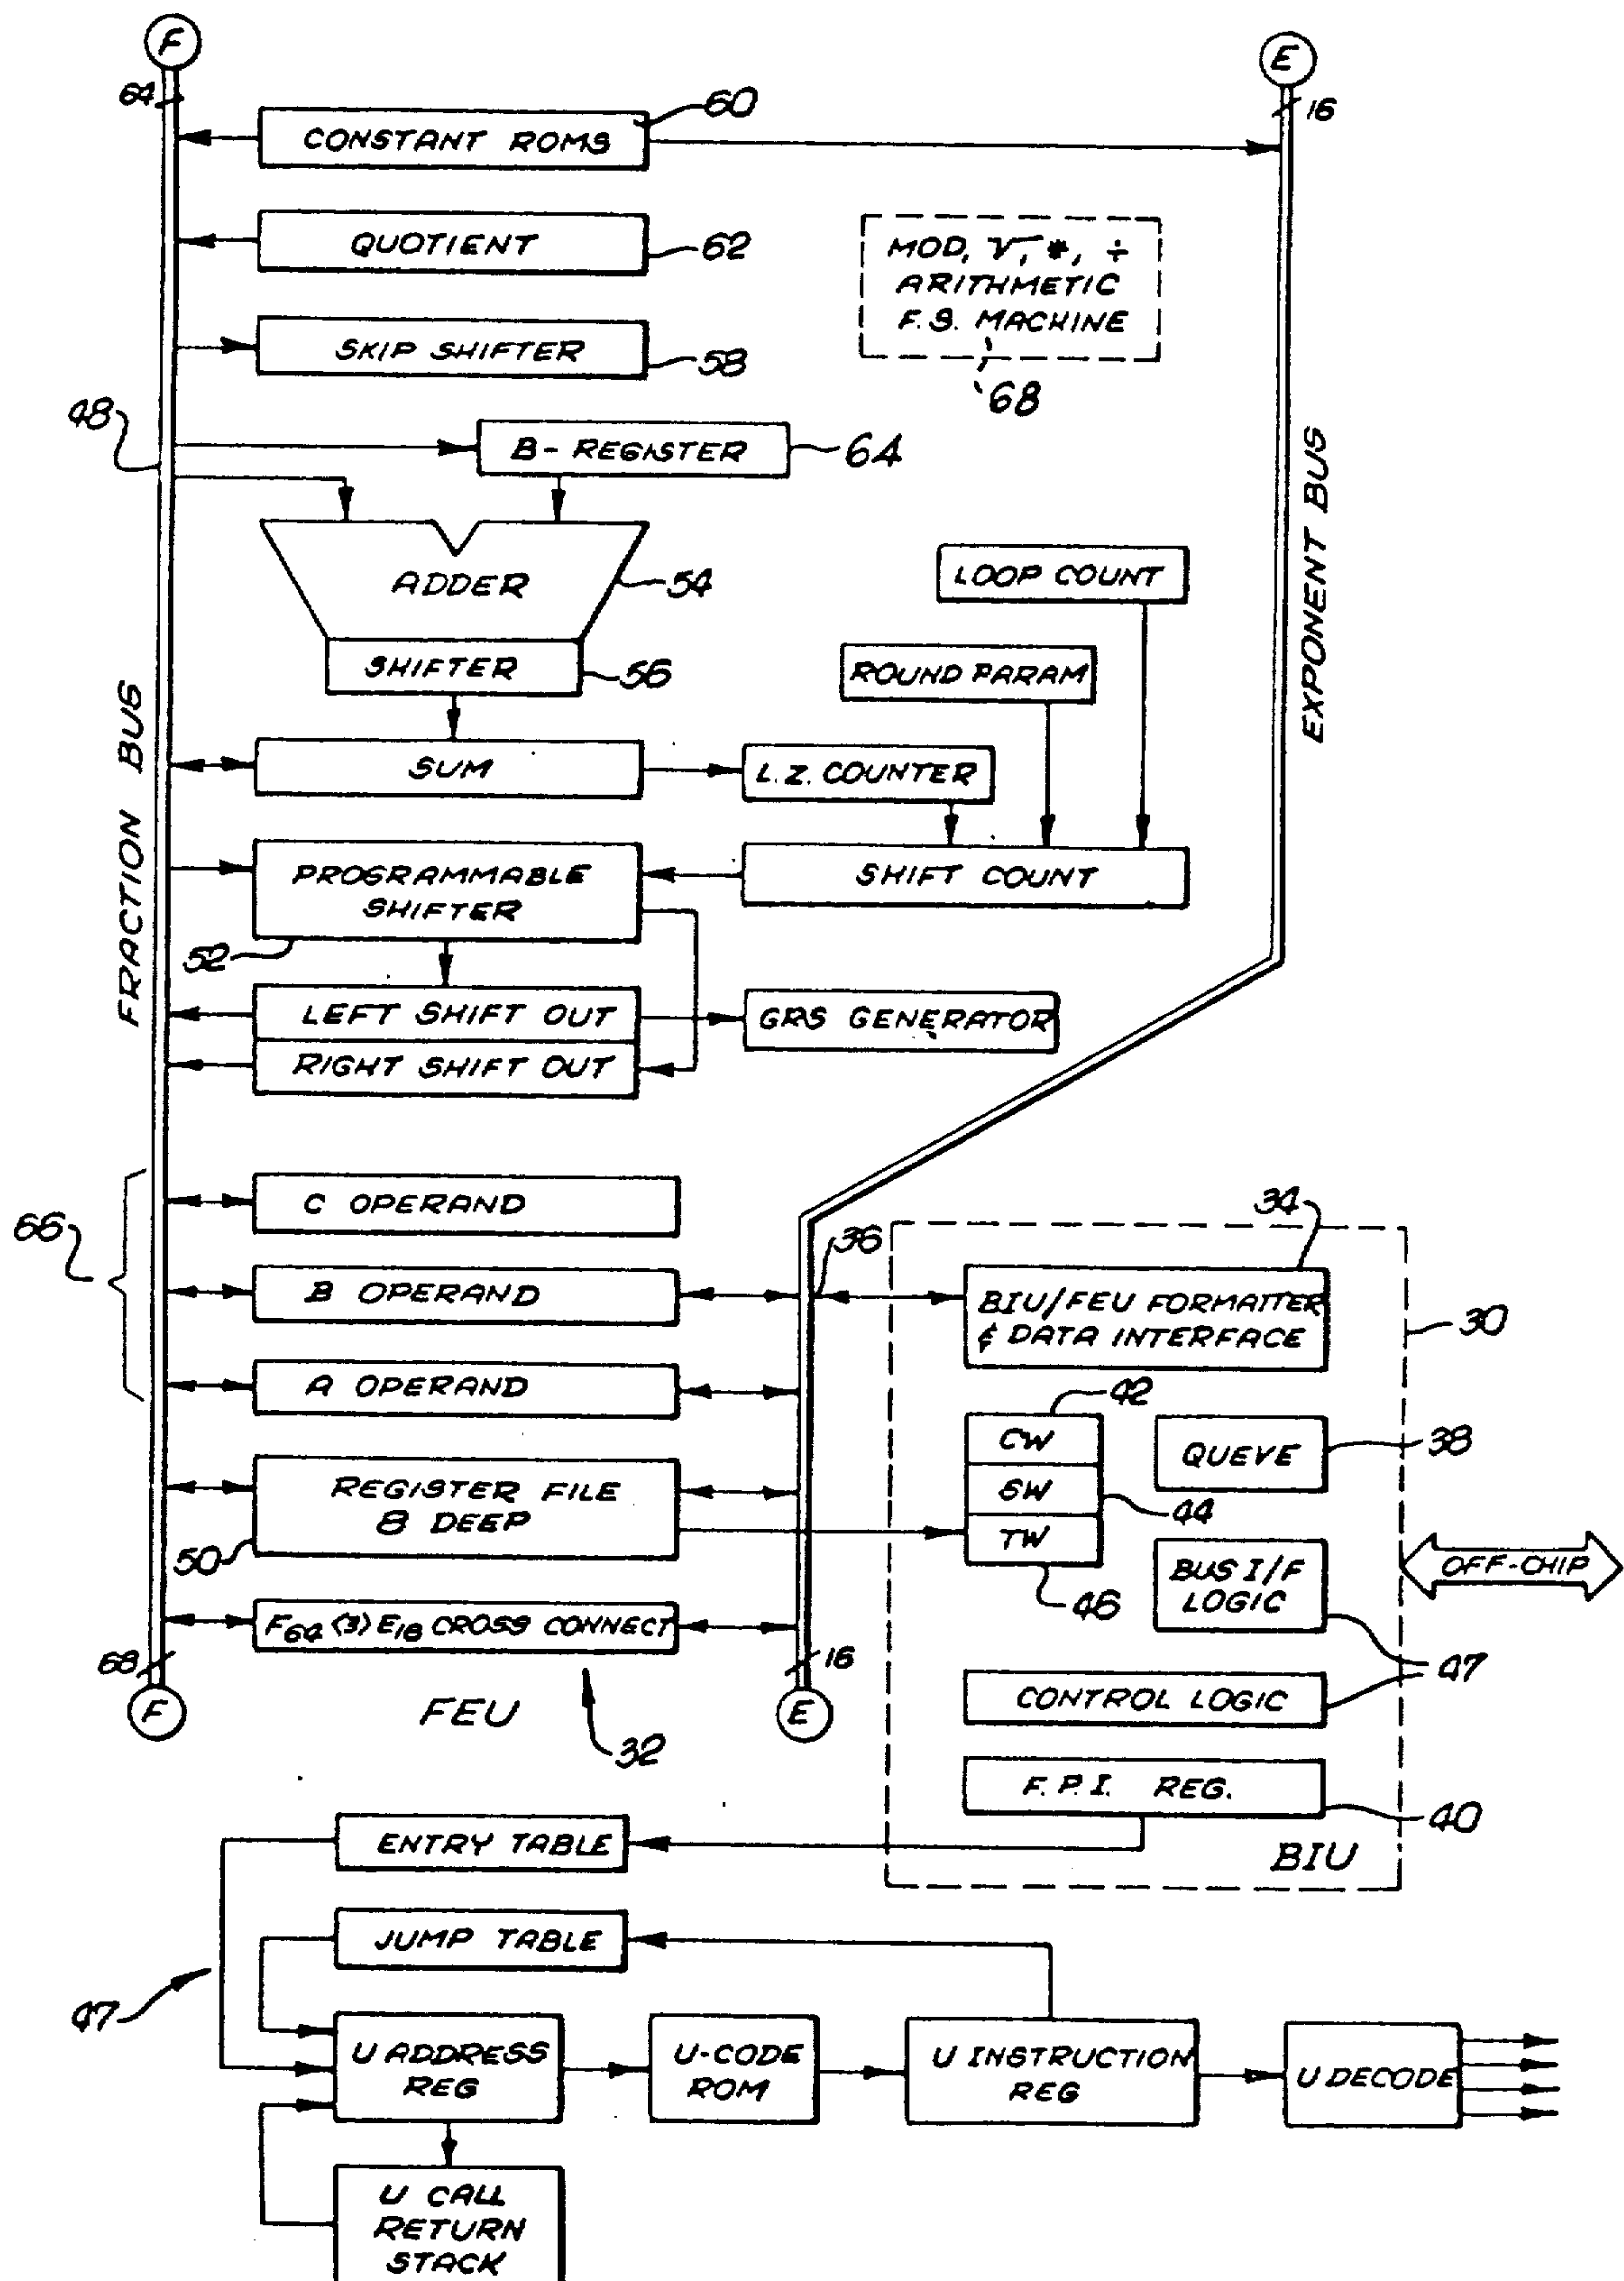 F
E
64
16
60
CONSTANT ROMS
QUOTIENT
62
MOD, √, *, ÷
ARITHMETIC
F.S. MACHINE
68
SKIP SHIFTER
58
48
B-REGISTER
64
ADDER
54
LOOP COUNT
EXPONENT BUS
SHIFTER
56
ROUND PARAM
FRACTION BUS
SUM
L.Z. COUNTER
PROGRAMMABLE
SHIFTER
SHIFT COUNT
52
LEFT SHIFT OUT
GRS GENERATOR
RIGHT SHIFT OUT
66
C OPERAND
34
36
B OPERAND
BIU/FEU FORMATTER
& DATA INTERFACE
30
A OPERAND
42
CW
QUEVE
38
REGISTER FILE
8 DEEP
SW
44
TW
50
46
BUS I/F
LOGIC
OFF-CHIP
F64 (3) E18 CROSS CONNECT
68
16
F
FEU
E
32
CONTROL LOGIC
47
F.P.I. REG.
40
ENTRY TABLE
BIU
JUMP TABLE
47
U ADDRESS
REG
U-CODE
ROM
U INSTRUCTION
REG
U DECODE
U CALL
RETURN
STACK